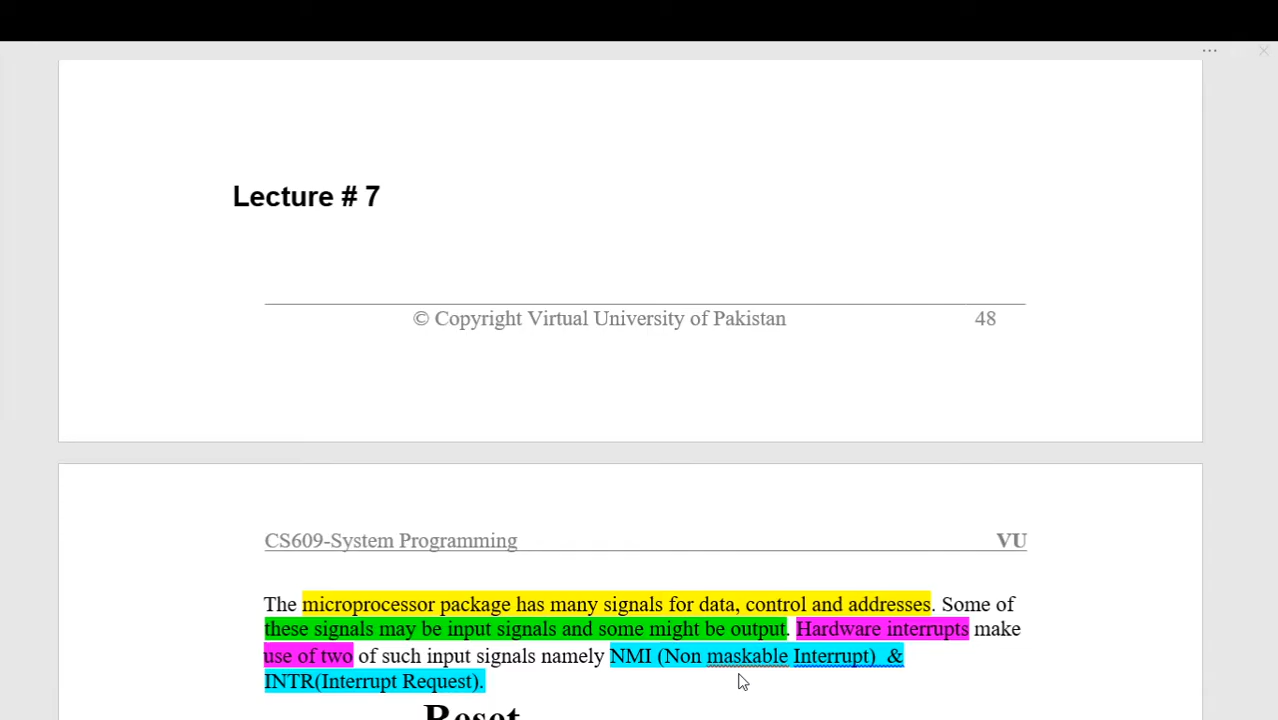 Lecture # 7
© Copyright Virtual University of Pakistan 48
CS609-System Programming VU
The microprocessor package has many signals for data, control and addresses. Some of
these signals may be input signals and some might be output. Hardware interrupts make
use of two of such input signals namely NMI (Non maskable Interrupt) &
INTR(Interrupt Request).
Reset